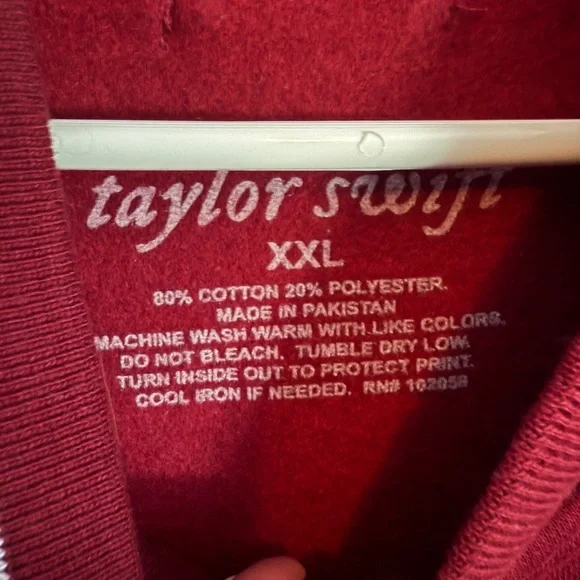 taylor swift
XXL
80% COTTON 20% POLYESTER.
MADE IN PAKISTAN
MACHINE WASH WARM WITH LIKE COLORS.
DO NOT BLEACH. TUMBLE DRY LOW.
TURN INSIDE OUT TO PROTECT PRINT.
COOL IRON IF NEEDED. RN# 102058